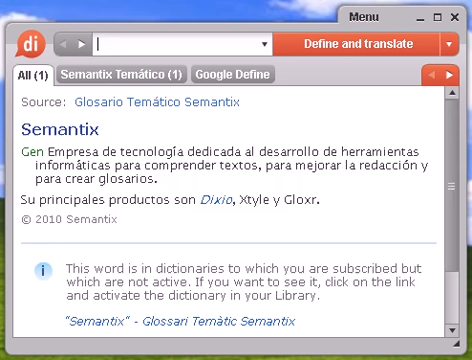 Menu
di
Define and translate
All (1) Semantix Temático (1) Google Define
Source: Glosario Temático Semantix
Semantix
Gen Empresa de tecnología dedicada al desarrollo de herramientas
informáticas para comprender textos, para mejorar la redacción y
para crear glosarios.
Su principales productos son Dixio, Xtyle y Gloxr.
© 2010 Semantix
i
This word is in dictionaries to which you are subscribed but
which are not active. If you want to see it, click on the link
and activate the dictionary in your Library.
"Semantix" - Glossari Temàtic Semantix